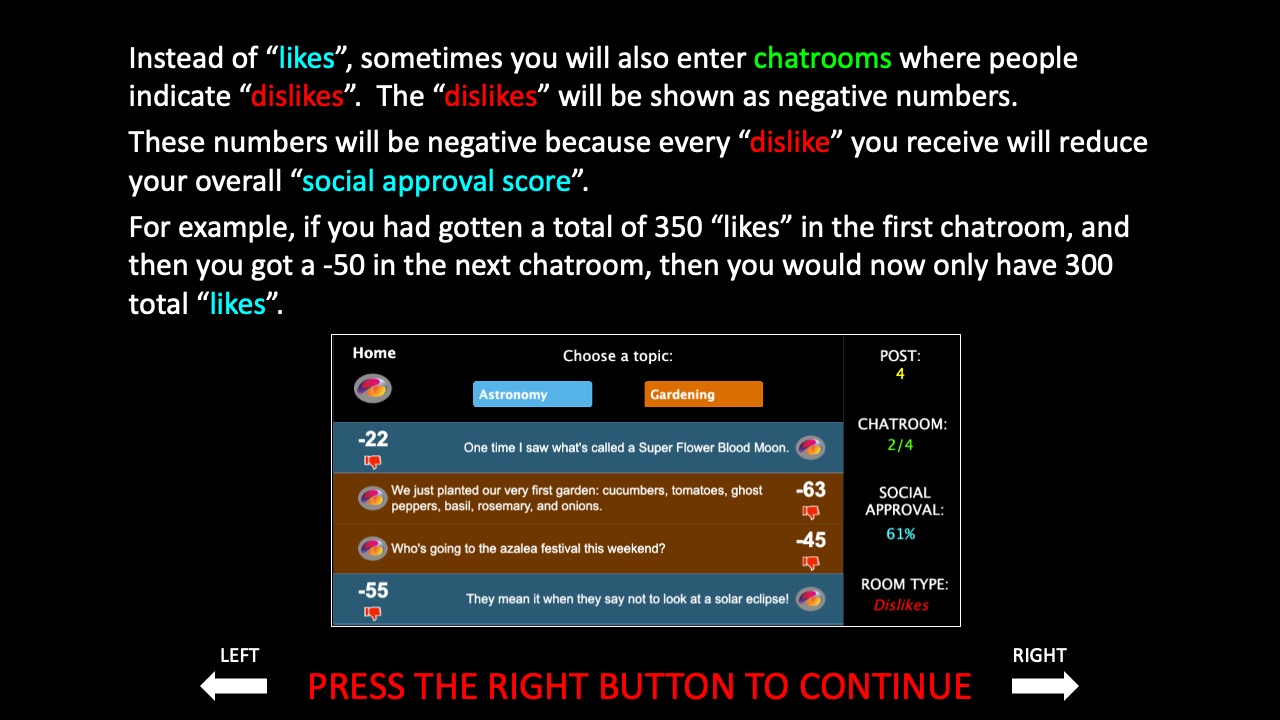 Instead of “likes”, sometimes you will also enter chatrooms where people
indicate “dislikes”.  The “dislikes” will be shown as negative numbers.
These numbers will be negative because every “dislike” you receive will reduce
your overall “social approval score”.
For example, if you had gotten a total of 350 “likes” in the first chatroom, and
then you got a -50 in the next chatroom, then you would now only have 300
total “likes”.
Home
Choose a topic:
Astronomy
Gardening
-22
One time I saw what's called a Super Flower Blood Moon.
We just planted our very first garden: cucumbers, tomatoes, ghost
peppers, basil, rosemary, and onions.
-63
Who's going to the azalea festival this weekend?
-45
-55
They mean it when they say not to look at a solar eclipse!
POST:
4
CHATROOM:
2/4
SOCIAL
APPROVAL:
61%
ROOM TYPE:
Dislikes
LEFT
PRESS THE RIGHT BUTTON TO CONTINUE
RIGHT